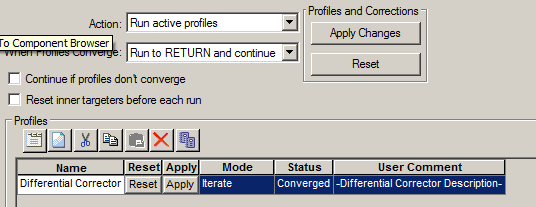 Action: Run active profiles
Profiles and Corrections
To Component Browser
When Profiles Converge: Run to RETURN and continue
Apply Changes
Reset
Continue if profiles don't converge
Reset inner targeters before each run
Profiles
Name Reset Apply Mode Status User Comment
Differential Corrector Reset Apply Iterate Converged -Differential Corrector Description-